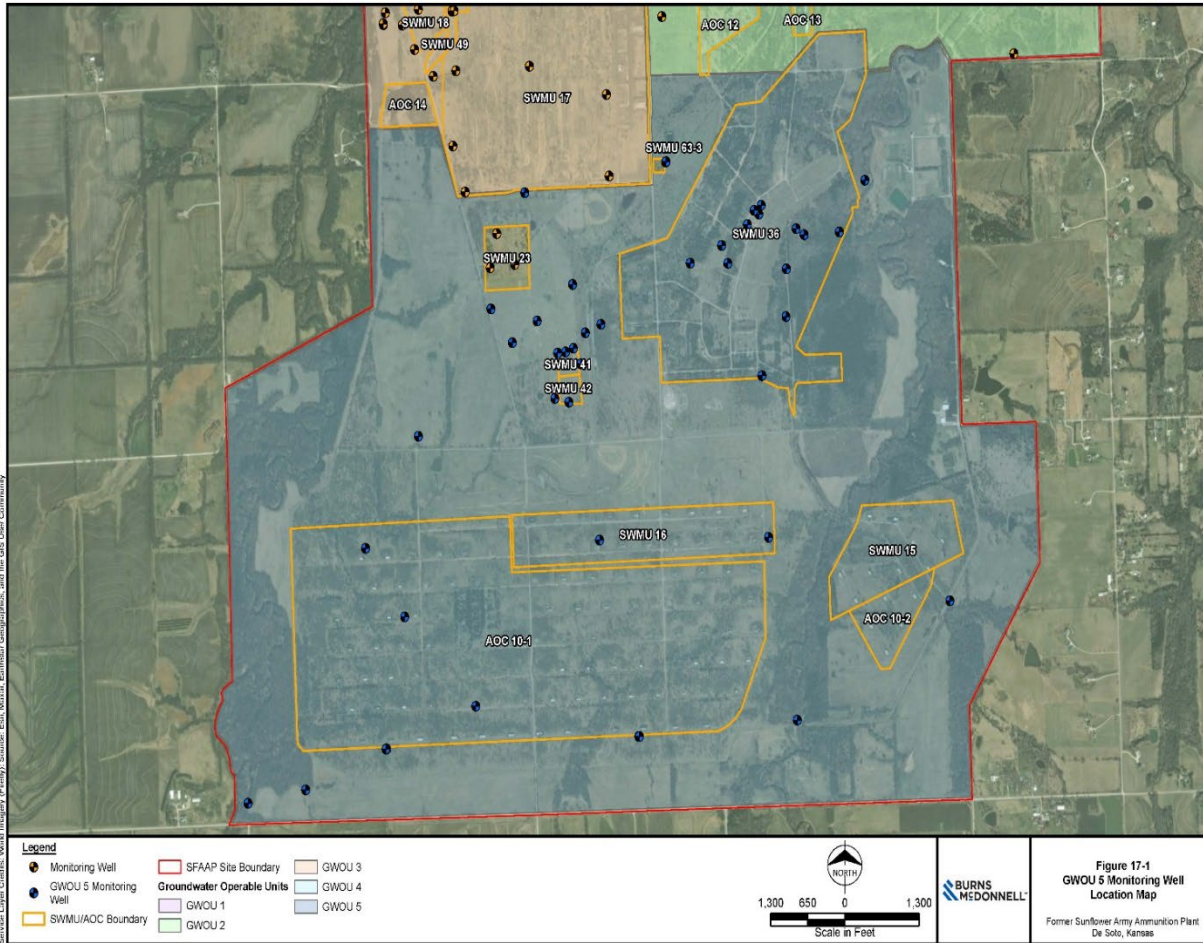 SWMU 18
AOC 12
AOC 13
SWMU 49
SWMU 17
AOC 14
SWMU 63-3
SWMU 36
SWMU 23
SWMU 41
SWMU 42
SWMU 16
SWMU 15
AOC 10-2
AOC 10-1
Legend
Monitoring Well
GWOU 5 Monitoring
Well
SWMU/AOC Boundary
SFAAP Site Boundary
Groundwater Operable Units
GWOU 1
GWOU 2
GWOU 3
GWOU 4
GWOU 5
NORTH
1,300 650 0 1,300
Scale in Feet
BURNS
McDONNELL
Figure 17-1
GWOU 5 Monitoring Well
Location Map
Former Sunflower Army Ammunition Plant
De Soto, Kansas